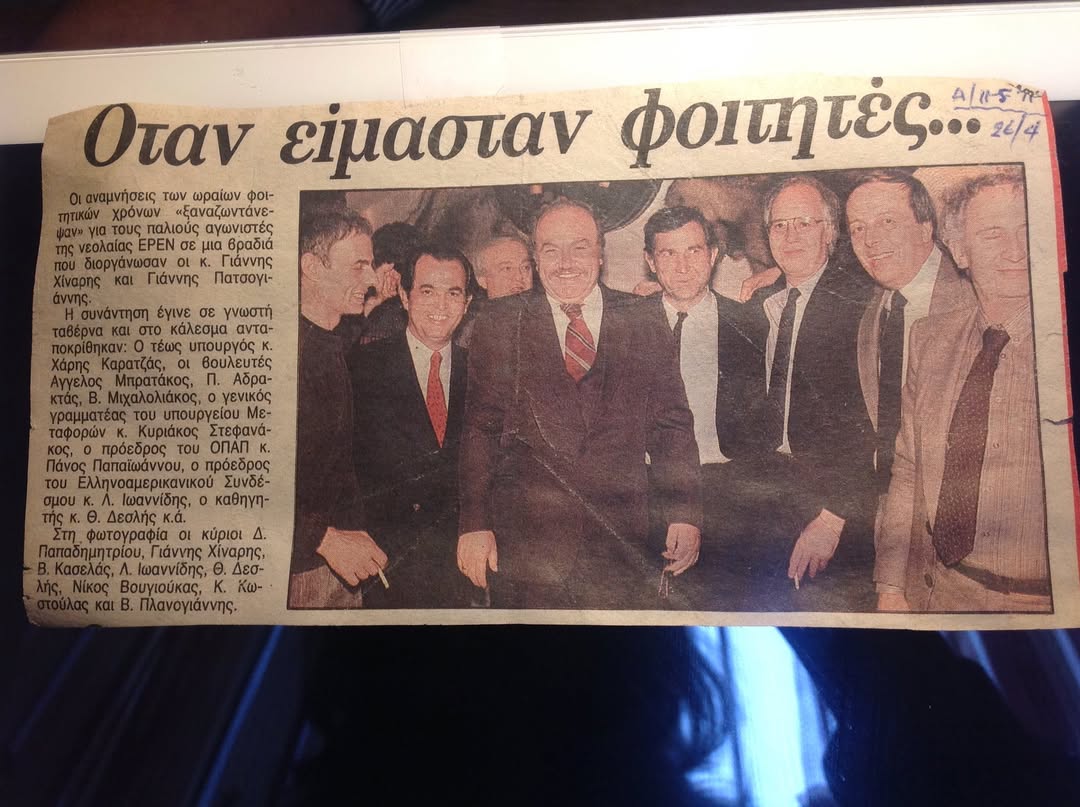 Οταν είμασταν φοιτητές...
Α/11-5
26/4
Οι αναμνήσεις των ωραίων φοι-
τητικών χρόνων «ξαναζωντάνε-
ψαν» για τους παλιούς αγωνιστές
της νεολαίας ΕΡΕΝ σε μια βραδιά
που διοργάνωσαν οι κ. Γιάννης
Χίναρης και Γιάννης Πατσογι-
άννης.
Η συνάντηση έγινε σε γνωστή
ταβέρνα και στο κάλεσμα αντα-
ποκρίθηκαν: Ο τέως υπουργός κ.
Χάρης Καρατζάς, οι βουλευτές
Αγγελος Μπρατάκος, Π. Αδρα-
κτάς, Β. Μιχαλολιάκος, ο γενικός
γραμματέας του υπουργείου Με-
ταφορών κ. Κυριάκος Στεφανά-
κος, ο πρόεδρος του ΟΠΑΠ κ.
Πάνος Παπαϊωάννου, ο πρόεδρος
του Ελληνοαμερικανικού Συνδέ-
σμου κ. Λ. Ιωαννίδης, ο καθηγη-
τής κ. Θ. Δεσλής κ.ά.
Στη φωτογραφία οι κύριοι Δ.
Παπαδημητρίου, Γιάννης Χίναρης,
Β. Κασελάς, Λ. Ιωαννίδης, Θ. Δεσ-
λής, Νίκος Βουγιούκας, Κ. Κω-
στούλας και Β. Πλανογιάννης.